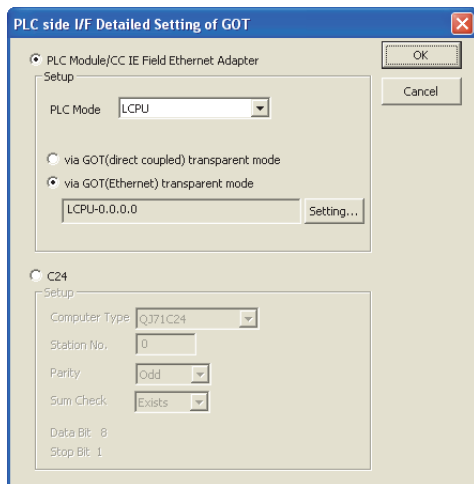 PLC side I/F Detailed Setting of GOT
PLC Module/CC IE Field Ethernet Adapter
OK
Setup
Cancel
PLC Mode LCPU
via GOT(direct coupled) transparent mode
via GOT(Ethernet) transparent mode
LCPU-0.0.0.0 Setting...
C24
Setup
Computer Type QJ71C24
Station No. 0
Parity Odd
Sum Check Exists
Data Bit 8
Stop Bit 1